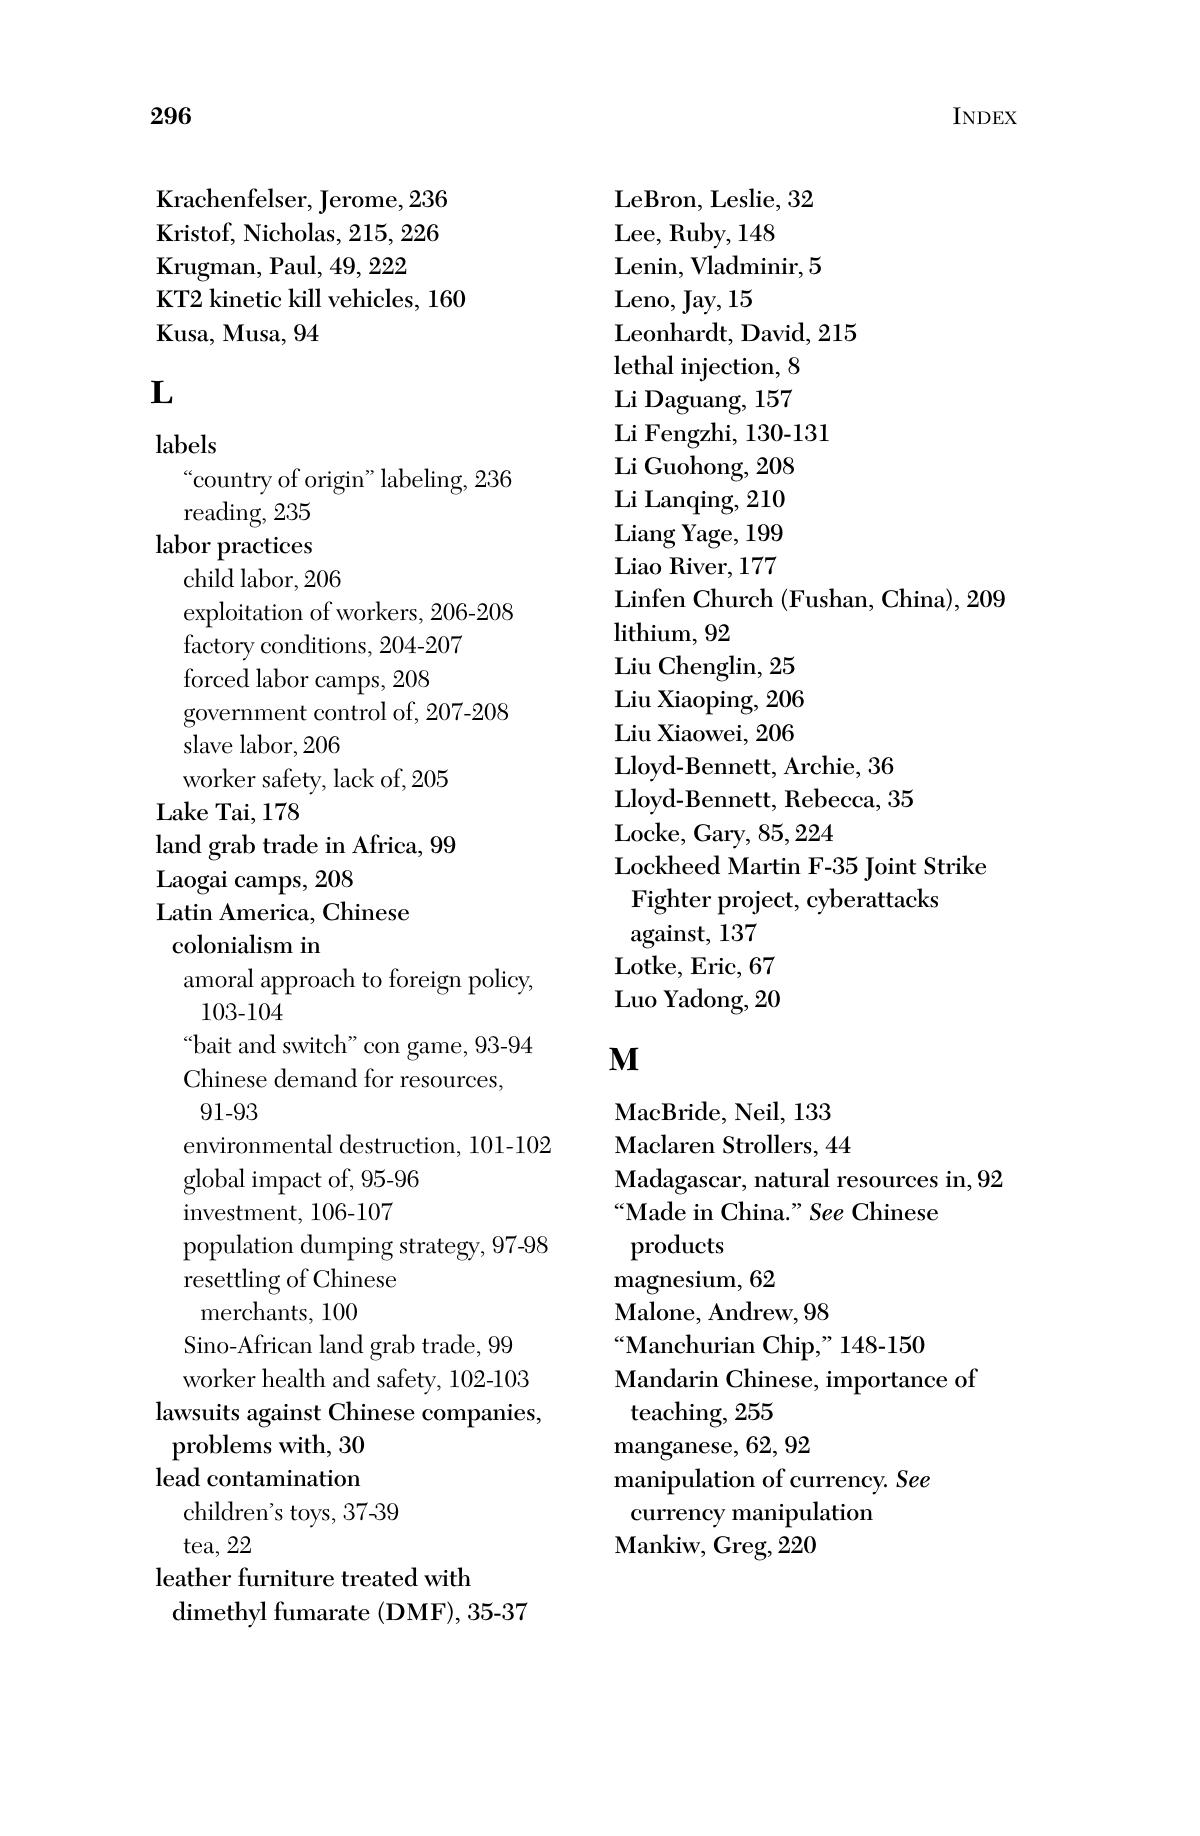 296
INDEX
Krachenfelser, Jerome, 236
Kristof, Nicholas, 215, 226
Krugman, Paul, 49, 222
KT2 kinetic kill vehicles, 160
Kusa, Musa, 94
L
labels
“country of origin” labeling, 236
reading, 235
labor practices
child labor, 206
exploitation of workers, 206-208
factory conditions, 204-207
forced labor camps, 208
government control of, 207-208
slave labor, 206
worker safety, lack of, 205
Lake Tai, 178
land grab trade in Africa, 99
Laogai camps, 208
Latin America, Chinese
colonialism in
amoral approach to foreign policy,
103-104
“bait and switch” con game, 93-94
Chinese demand for resources,
91-93
environmental destruction, 101-102
global impact of, 95-96
investment, 106-107
population dumping strategy, 97-98
resettling of Chinese
merchants, 100
Sino-African land grab trade, 99
worker health and safety, 102-103
lawsuits against Chinese companies,
problems with, 30
lead contamination
children’s toys, 37-39
tea, 22
leather furniture treated with
dimethyl fumarate (DMF), 35-37
LeBron, Leslie, 32
Lee, Ruby, 148
Lenin, Vladminir, 5
Leno, Jay, 15
Leonhardt, David, 215
lethal injection, 8
Li Daguang, 157
Li Fengzhi, 130-131
Li Guohong, 208
Li Lanqing, 210
Liang Yage, 199
Liao River, 177
Linfen Church (Fushan, China), 209
lithium, 92
Liu Chenglin, 25
Liu Xiaoping, 206
Liu Xiaowei, 206
Lloyd-Bennett, Archie, 36
Lloyd-Bennett, Rebecca, 35
Locke, Gary, 85, 224
Lockheed Martin F-35 Joint Strike
Fighter project, cyberattacks
against, 137
Lotke, Eric, 67
Luo Yadong, 20
M
MacBride, Neil, 133
Maclaren Strollers, 44
Madagascar, natural resources in, 92
“Made in China.” See Chinese
products
magnesium, 62
Malone, Andrew, 98
“Manchurian Chip,” 148-150
Mandarin Chinese, importance of
teaching, 255
manganese, 62, 92
manipulation of currency. See
currency manipulation
Mankiw, Greg, 220